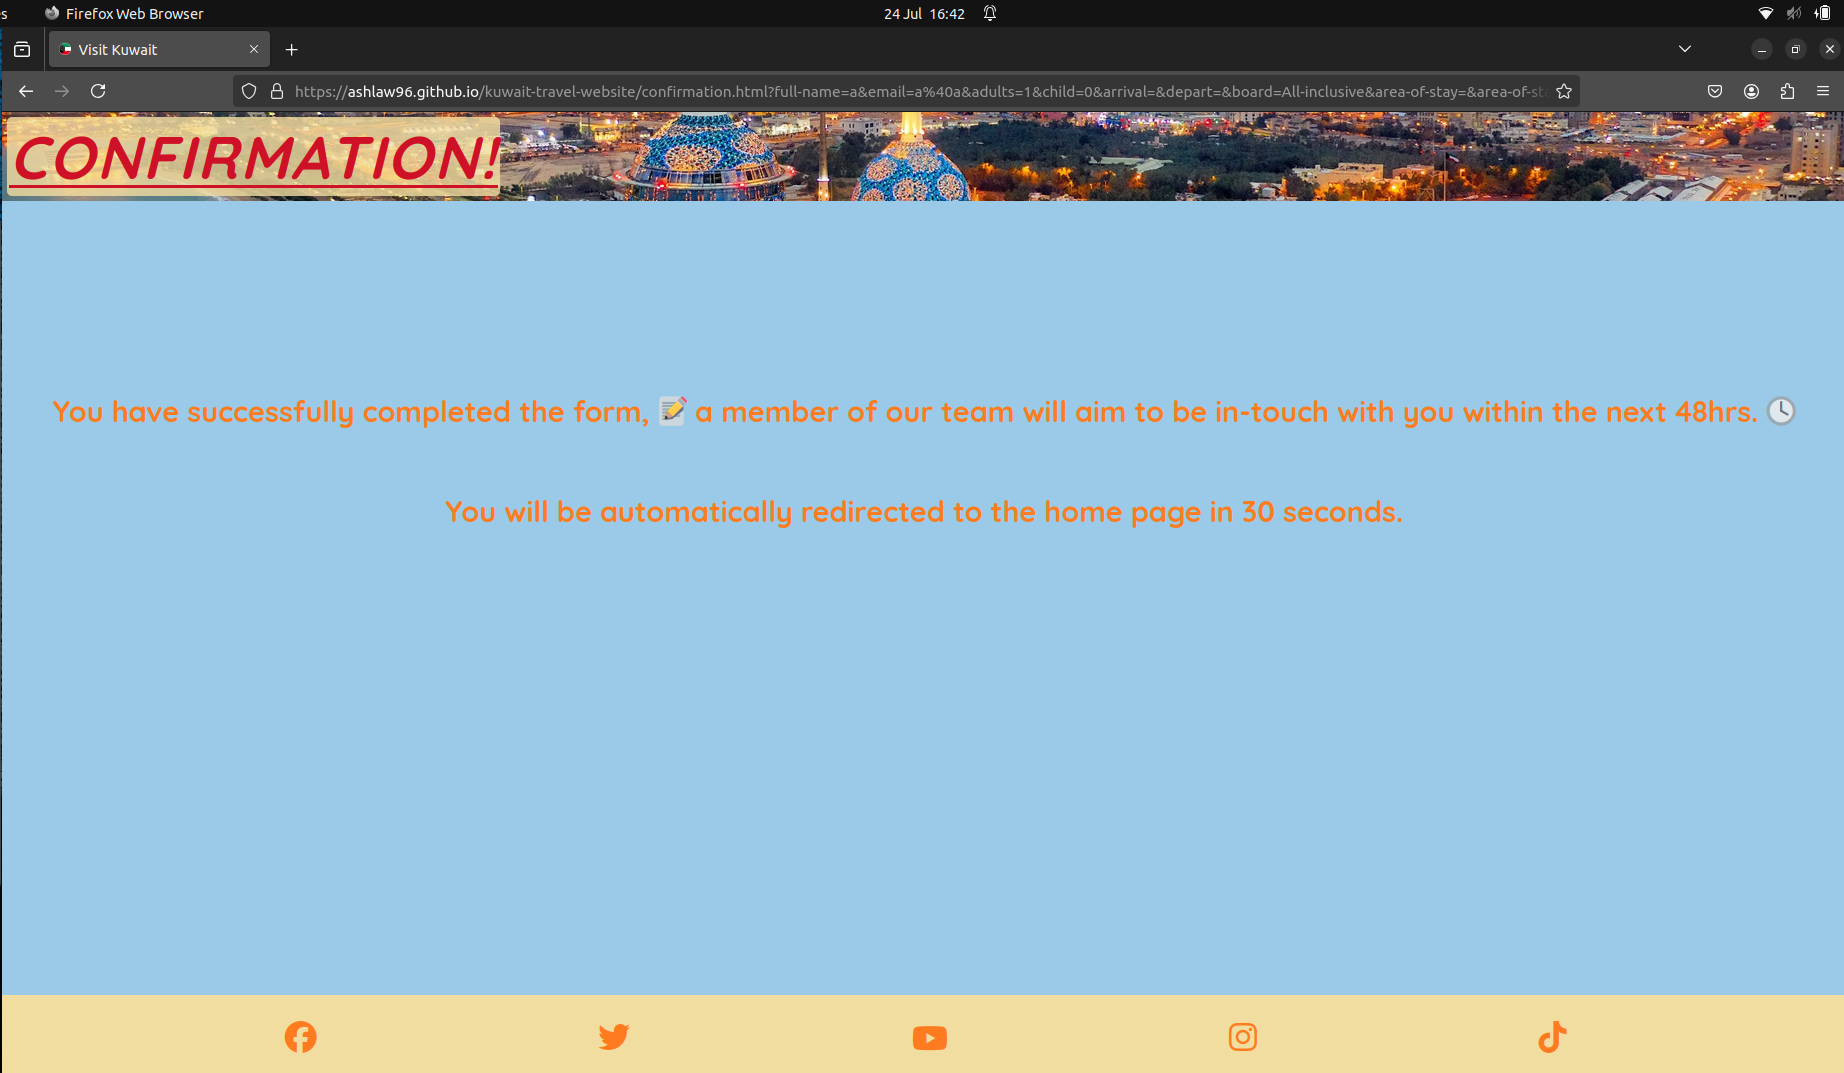 s Firefox Web Browser 24 Jul 16:42
Visit Kuwait
https://ashlaw96.github.io/kuwait-travel-website/confirmation.html?full-name=a&email=a%40a&adults=1&child=0&arrival=&depart=&board=All-inclusive&area-of-stay=&area-of-st
CONFIRMATION!
You have successfully completed the form, 📝 a member of our team will aim to be in-touch with you within the next 48hrs. 🕓
You will be automatically redirected to the home page in 30 seconds.